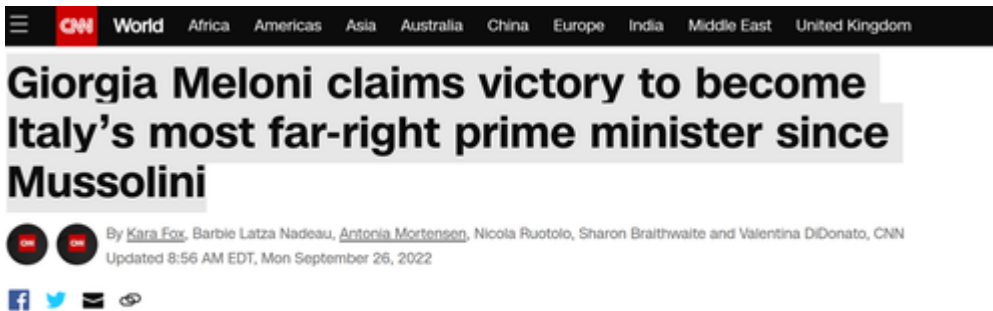 CNN World Africa Americas Asia Australia China Europe India Middle East United Kingdom
Giorgia Meloni claims victory to become
Italy's most far-right prime minister since
Mussolini
By Kara Fox, Barbie Latza Nadeau, Antonia Mortensen, Nicola Ruotolo, Sharon Braithwaite and Valentina DiDonato, CNN
Updated 8:56 AM EDT, Mon September 26, 2022